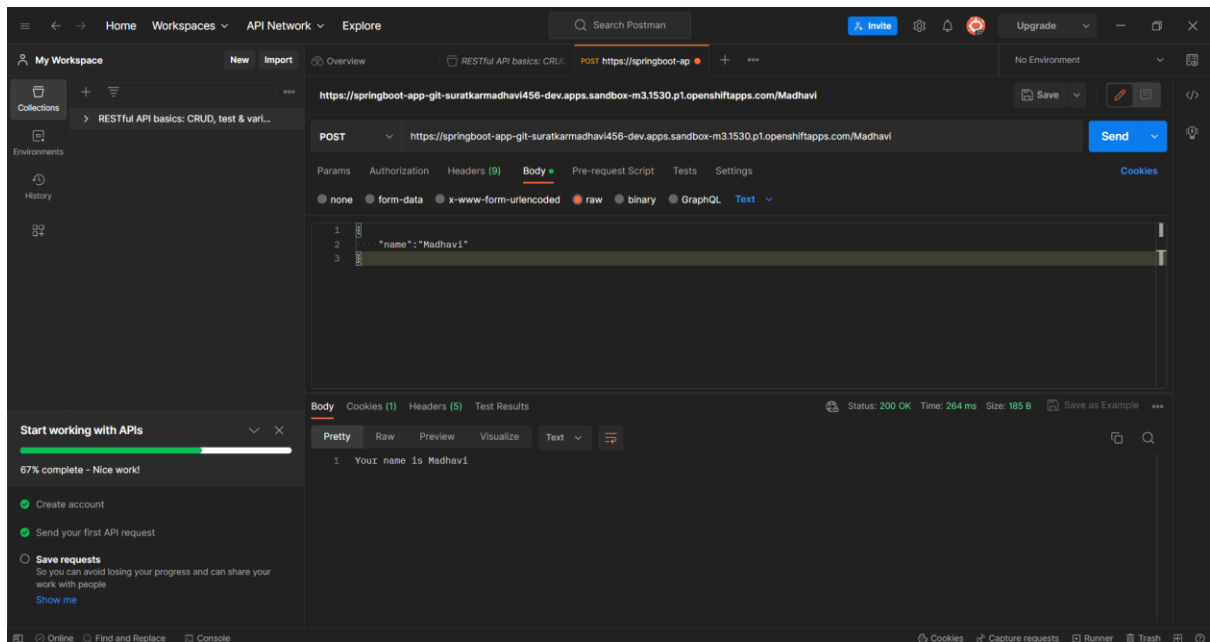 Home Workspaces API Network Explore Search Postman Invite Upgrade
My Workspace New Import Overview RESTful API basics: CRUD POST https://springboot-ap No Environment
Collections
Environments
History
RESTful API basics: CRUD, test & vari...
https://springboot-app-git-suratkarmadhavi456-dev.apps.sandbox-m3.1530.p1.openshiftapps.com/Madhavi Save
POST https://springboot-app-git-suratkarmadhavi456-dev.apps.sandbox-m3.1530.p1.openshiftapps.com/Madhavi Send
Params Authorization Headers (9) Body Pre-request Script Tests Settings Cookies
none form-data x-www-form-urlencoded raw binary GraphQL Text
1 {
2 "name":"Madhavi"
3 }
Body Cookies (1) Headers (5) Test Results Status: 200 OK Time: 264 ms Size: 185 B Save as Example
Pretty Raw Preview Visualize Text
1 Your name is Madhavi
Start working with APIs
67% complete - Nice work!
Create account
Send your first API request
Save requests
So you can avoid losing your progress and can share your
work with people
Show me
Online Find and Replace Console Cookies Capture requests Runner Trash